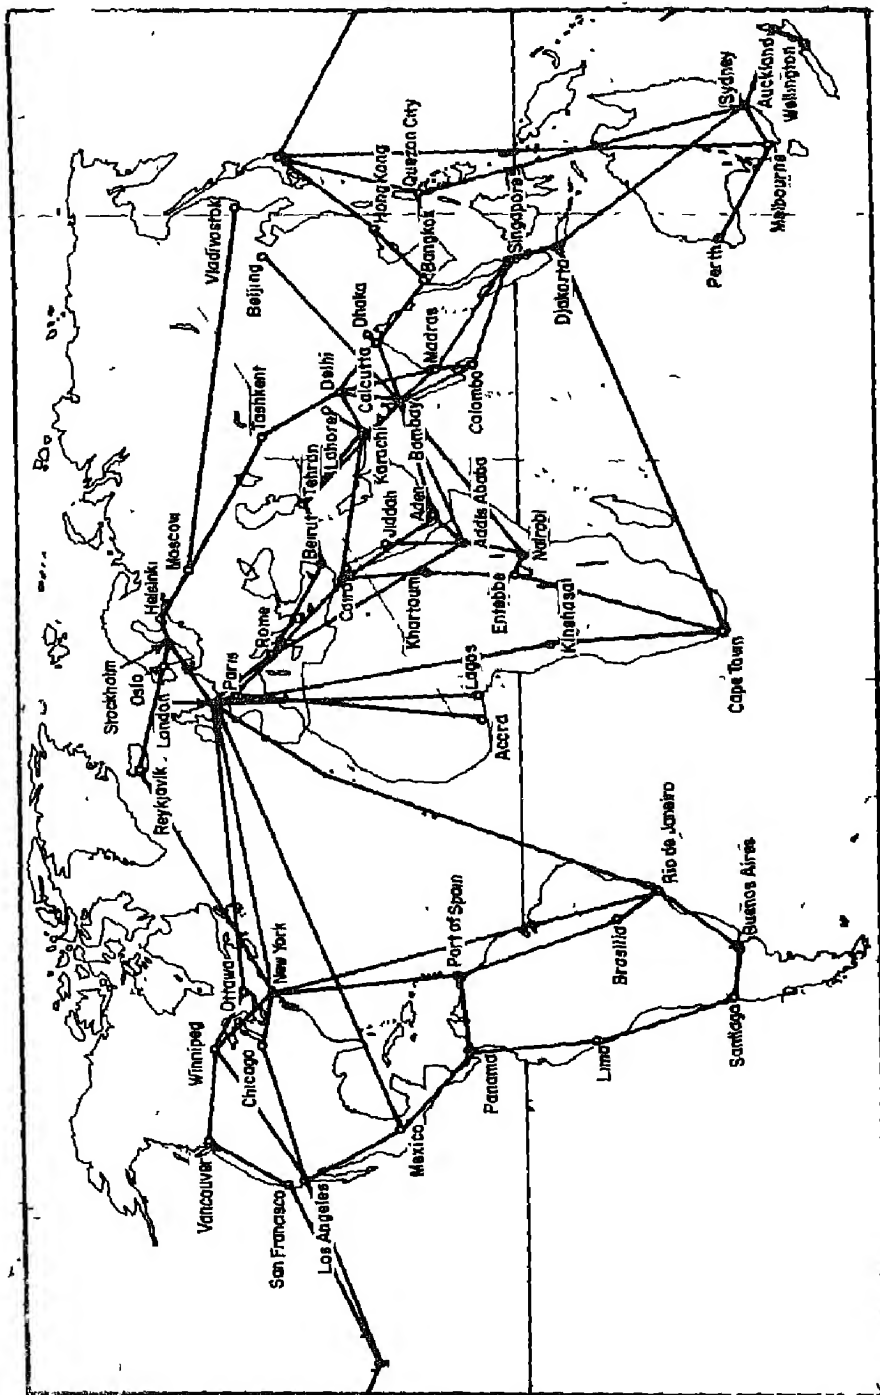 Vancouver
San Francisco
Los Angeles
Winnipeg
Chicago
Ottawa
New York
Mexico
Panama
Port of Spain
Lima
Brasilia
Rio de Janeiro
Santiago
Buenos Aires
Reykjavik
London
Oslo
Stockholm
Helsinki
Moscow
Paris
Rome
Beirut
Tehran
Cairo
Jiddah
Aden
Khartoum
Addis Ababa
Accra
Lagos
Entebbe
Nairobi
Kinshasal
Cape Town
Tashkent
Lahore
Delhi
Karachi
Calcutta
Dhaka
Bombay
Madras
Colombo
Beijing
Vladivostok
Hong Kong
Bangkok
Quezon City
Singapore
Djakarta
Perth
Melbourne
Sydney
Auckland
Wellington